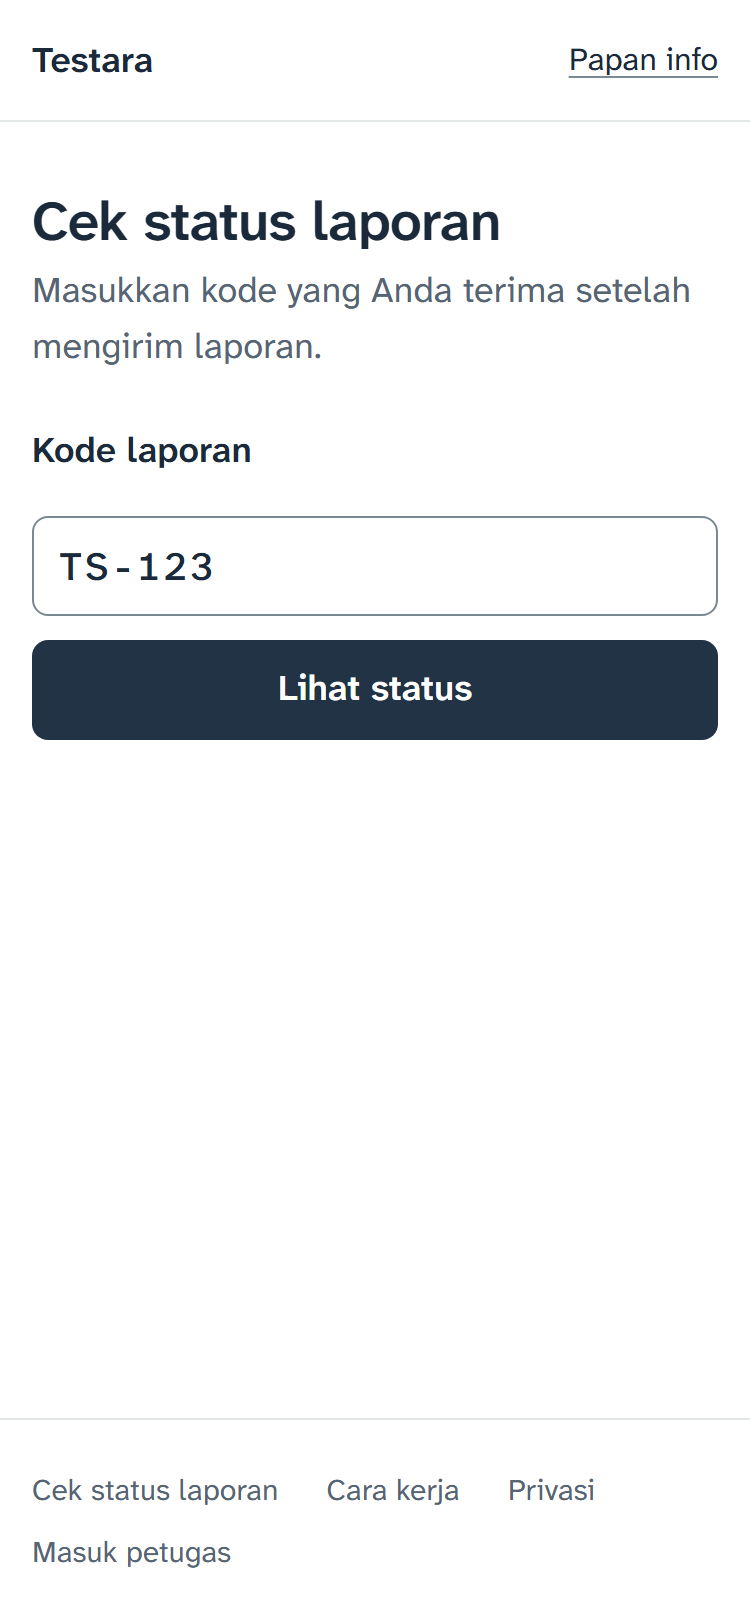 Testara
Papan info
Cek status laporan
Masukkan kode yang Anda terima setelah
mengirim laporan.
Kode laporan
TS-123
Lihat status
Cek status laporan
Cara kerja
Privasi
Masuk petugas